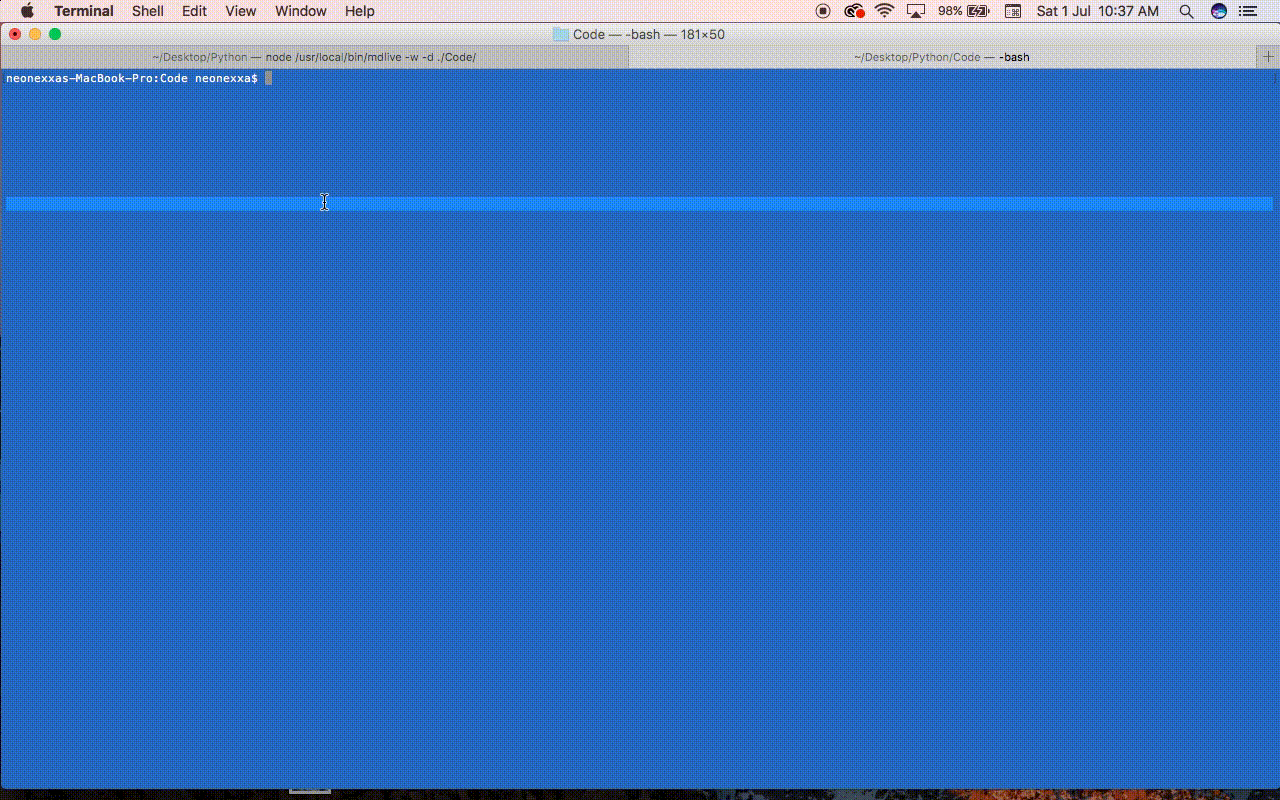 Terminal Shell Edit View Window Help 98% Sat 1 Jul 10:37 AM
Code — -bash — 181×50
~/Desktop/Python — node /usr/local/bin/mdlive -w -d ./Code/ ~/Desktop/Python/Code — -bash
neonexxas-MacBook-Pro:Code neonexxa$